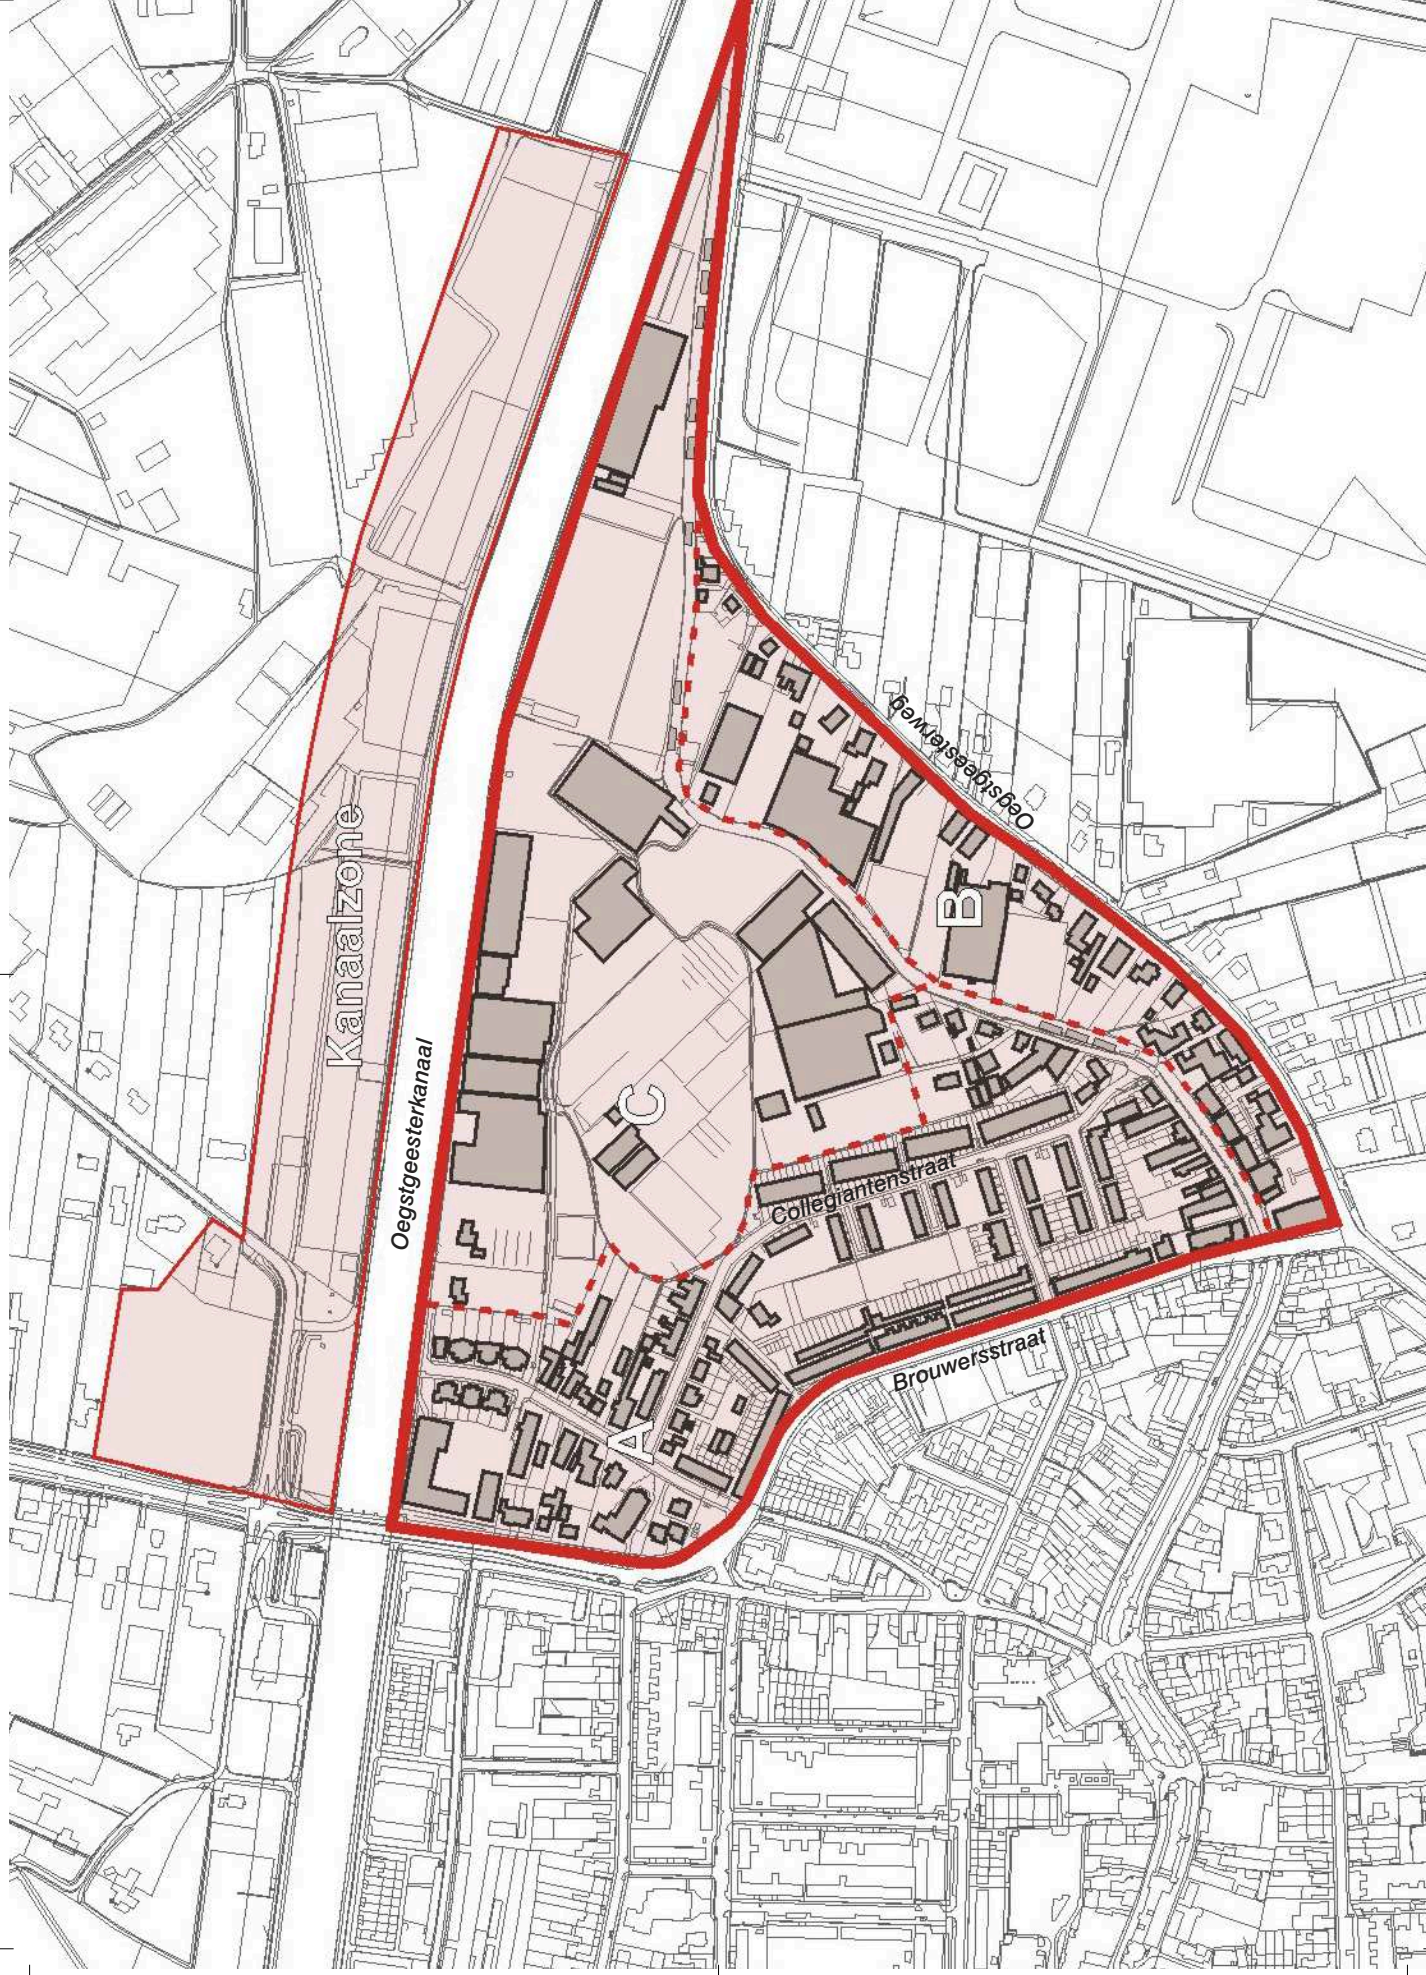 Kanaalzone
Oegstgeesterkanaal
Oegstgeesterweg
B
C
Collegiantenstraat
Brouwersstraat
A